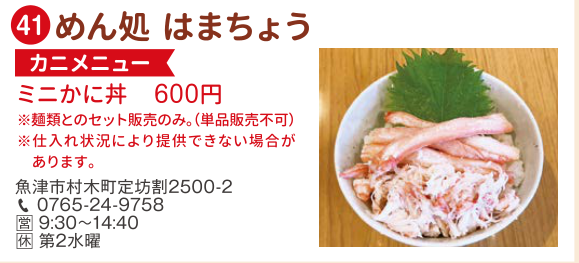 41 めん処 はまちょう
カニメニュー
ミニかに丼 600円
※麺類とのセット販売のみ。(単品販売不可)
※仕入れ状況により提供できない場合が
あります。
魚津市村木町定坊割2500-2
📞 0765-24-9758
営 9:30~14:40
休 第2水曜